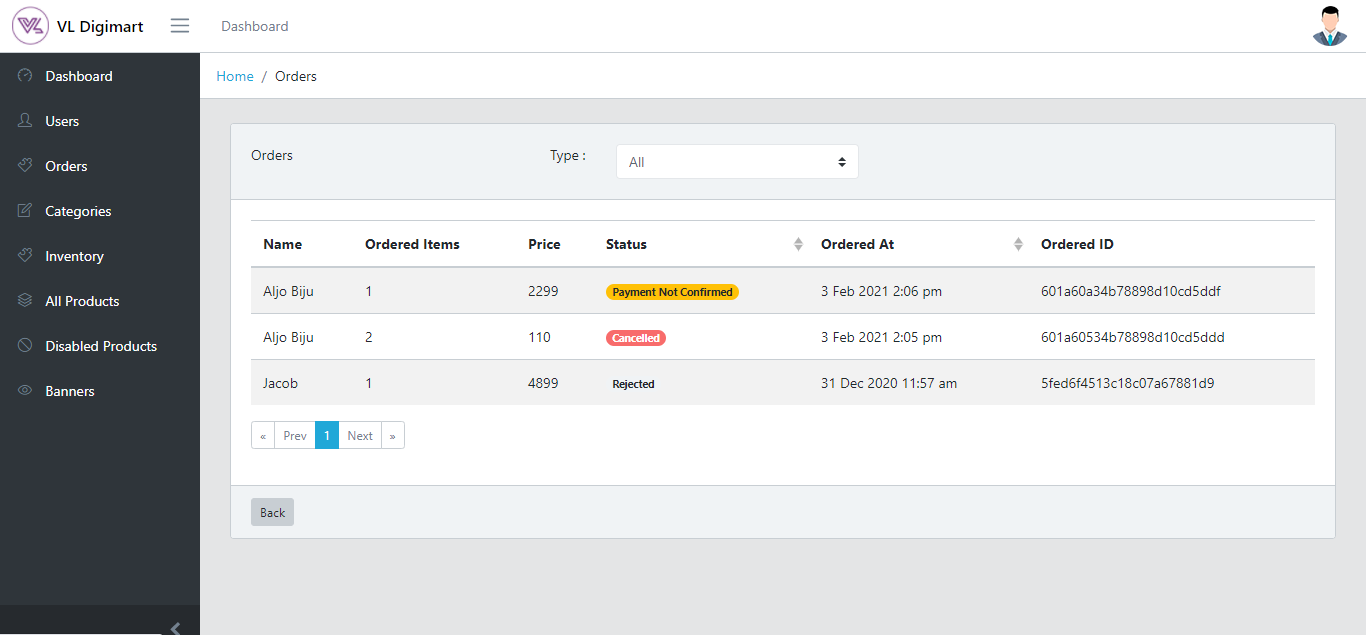 VL Digimart
Dashboard
Dashboard
Users
Orders
Categories
Inventory
All Products
Disabled Products
Banners
Home / Orders
Orders Type : All
Name Ordered Items Price Status Ordered At Ordered ID
Aljo Biju 1 2299 Payment Not Confirmed 3 Feb 2021 2:06 pm 601a60a34b78898d10cd5ddf
Aljo Biju 2 110 Cancelled 3 Feb 2021 2:05 pm 601a60534b78898d10cd5ddd
Jacob 1 4899 Rejected 31 Dec 2020 11:57 am 5fed6f4513c18c07a67881d9
« Prev 1 Next »
Back